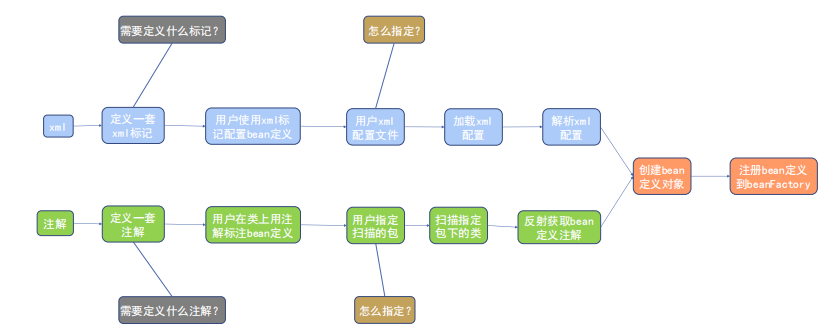 需要定义什么标记？
怎么指定？
xml
定义一套
xml标记
用户使用xml标
记配置bean定义
用户xml
配置文件
加载xml
配置
解析xml
配置
创建bean
定义对象
注册bean定义
到beanFactory
注解
定义一套
注解
用户在类上用注
解标注bean定义
用户指定
扫描的包
扫描指定
包下的类
反射获取bean
定义注解
需要定义什么注解？
怎么指定？